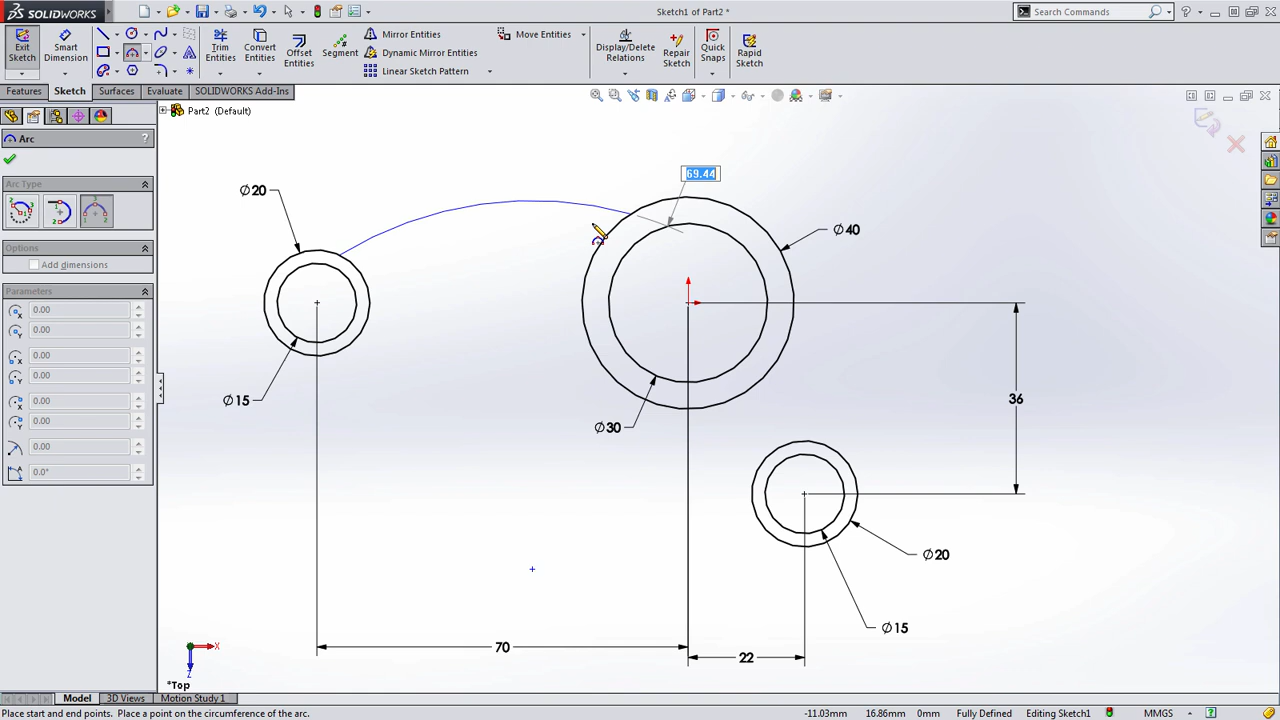 SOLIDWORKS
Sketch1 of Part2 *
Search Commands
Exit Sketch
Smart Dimension
Trim Entities
Convert Entities
Offset Entities
Segment
Mirror Entities
Dynamic Mirror Entities
Linear Sketch Pattern
Move Entities
Display/Delete Relations
Repair Sketch
Quick Snaps
Rapid Sketch
Features
Sketch
Surfaces
Evaluate
SOLIDWORKS Add-Ins
Part2 (Default)
Arc
?
Arc Type
Options
Add dimensions
Parameters
0.00
0.00
0.00
0.00
0.00
0.00
0.00
0.0°
69.44
Ø20
Ø40
Ø15
Ø30
36
Ø20
Ø15
70
22
X
Z
*Top
Model
3D Views
Motion Study 1
Place start and end points. Place a point on the circumference of the arc.
-11.03mm
16.86mm
0mm
Fully Defined
Editing Sketch1
MMGS